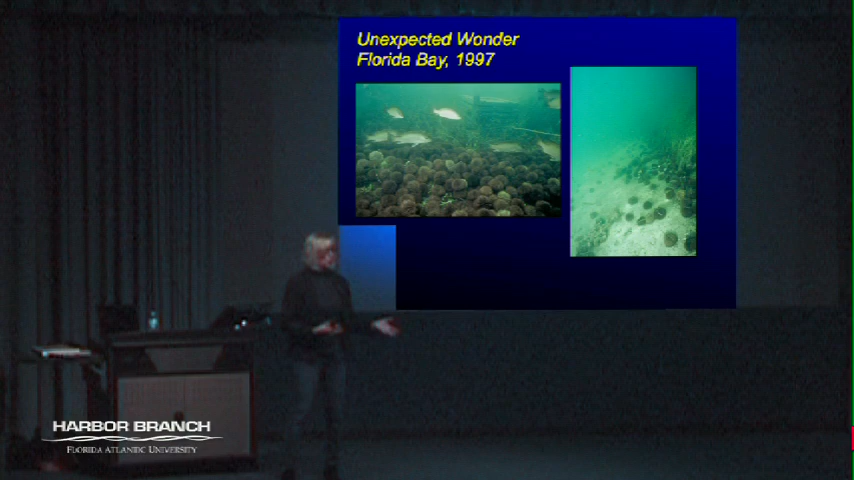 Unexpected Wonder
Florida Bay, 1997
HARBOR BRANCH
FLORIDA ATLANTIC UNIVERSITY